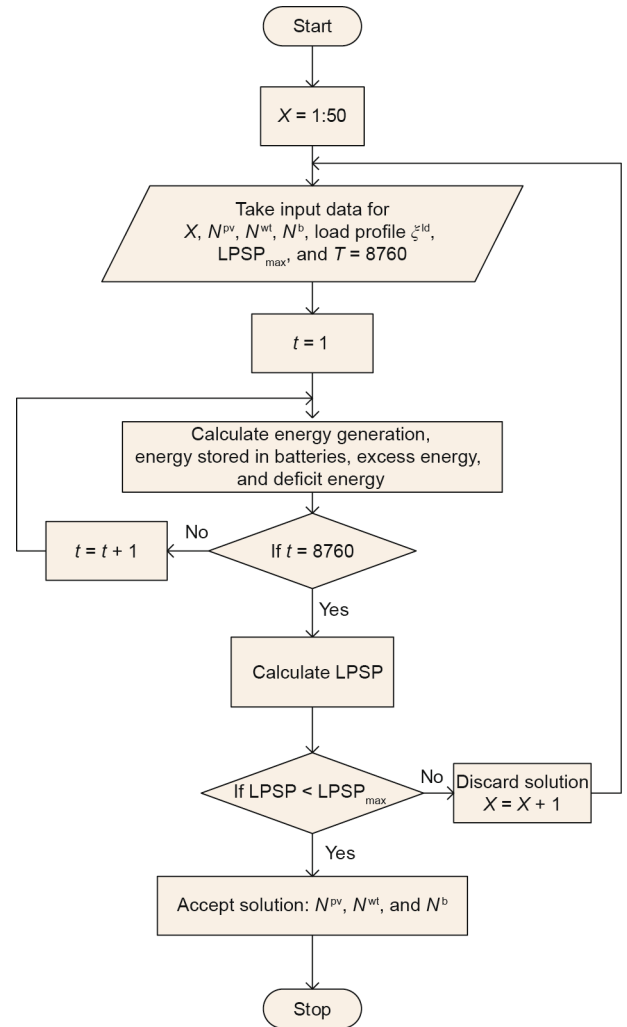 Start
X = 1:50
Take input data for
X, Nᵖᵛ, Nʷᵗ, Nᵇ, load profile ξˡᵈ,
LPSPₘₐₓ, and T = 8760
t = 1
Calculate energy generation,
energy stored in batteries, excess energy,
and deficit energy
No
t = t + 1
If t = 8760
Yes
Calculate LPSP
If LPSP < LPSPₘₐₓ
No
Discard solution
X = X + 1
Yes
Accept solution: Nᵖᵛ, Nʷᵗ, and Nᵇ
Stop